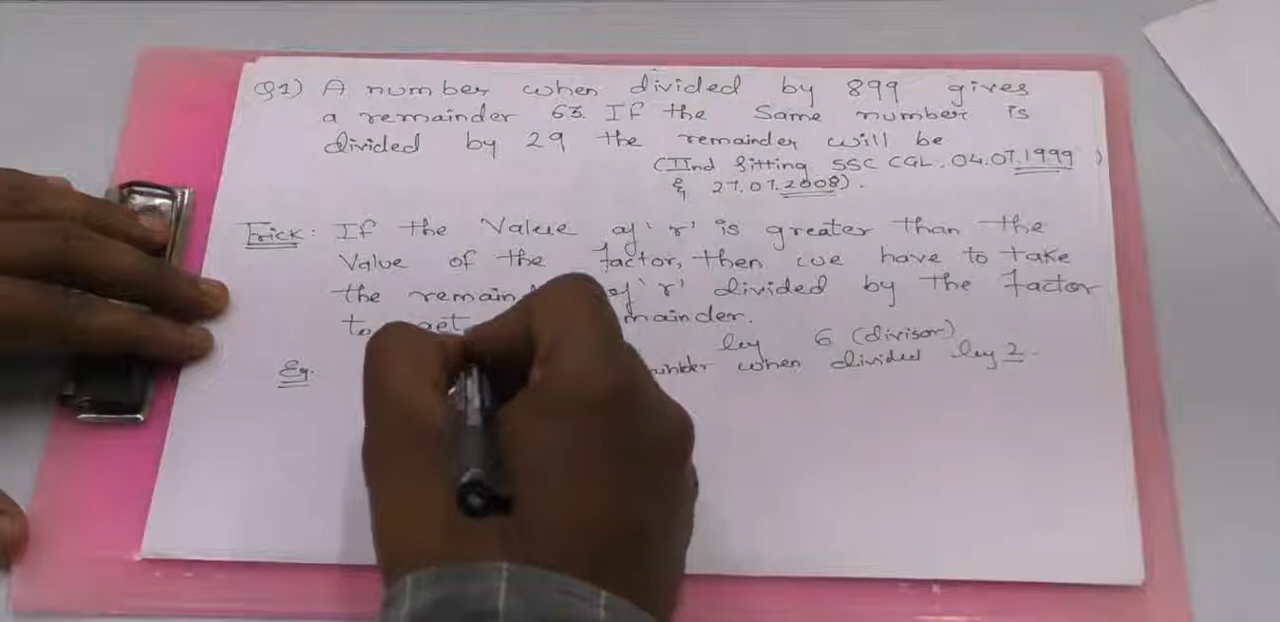 Q1) A number when divided by 899 gives
a remainder 63. If the Same number is
divided by 29 the remainder will be
(IInd Sitting SSC CGL. 04.07.1999
& 27.07.2008).
Trick: If the Value of 'r' is greater than the
Value of the factor, then we have to take
the remain of 'r' divided by the factor
to get mainder.
by 6 (divisor)
Eg. number when divided by 2.